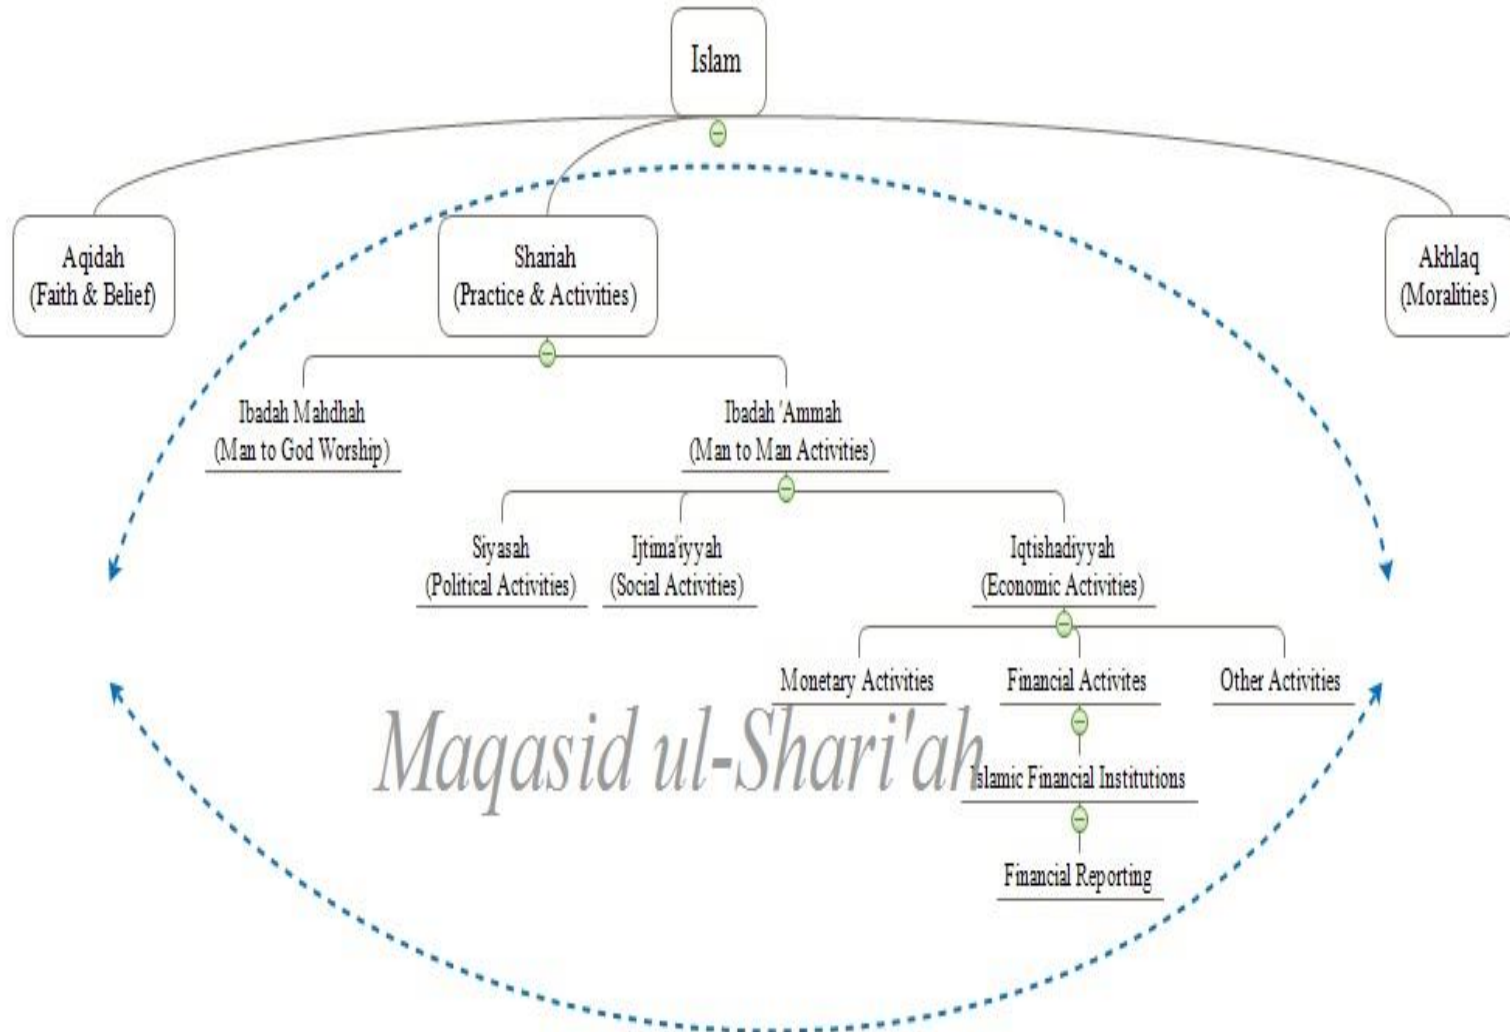 Islam
Aqidah
(Faith & Belief)
Shariah
(Practice & Activities)
Akhlaq
(Moralities)
Ibadah Mahdhah
(Man to God Worship)
Ibadah 'Ammah
(Man to Man Activities)
Siyasah
(Political Activities)
Ijtima'iyyah
(Social Activities)
Iqtishadiyyah
(Economic Activities)
Monetary Activities
Financial Activites
Other Activities
Maqasid ul-Shari'ah
Islamic Financial Institutions
Financial Reporting